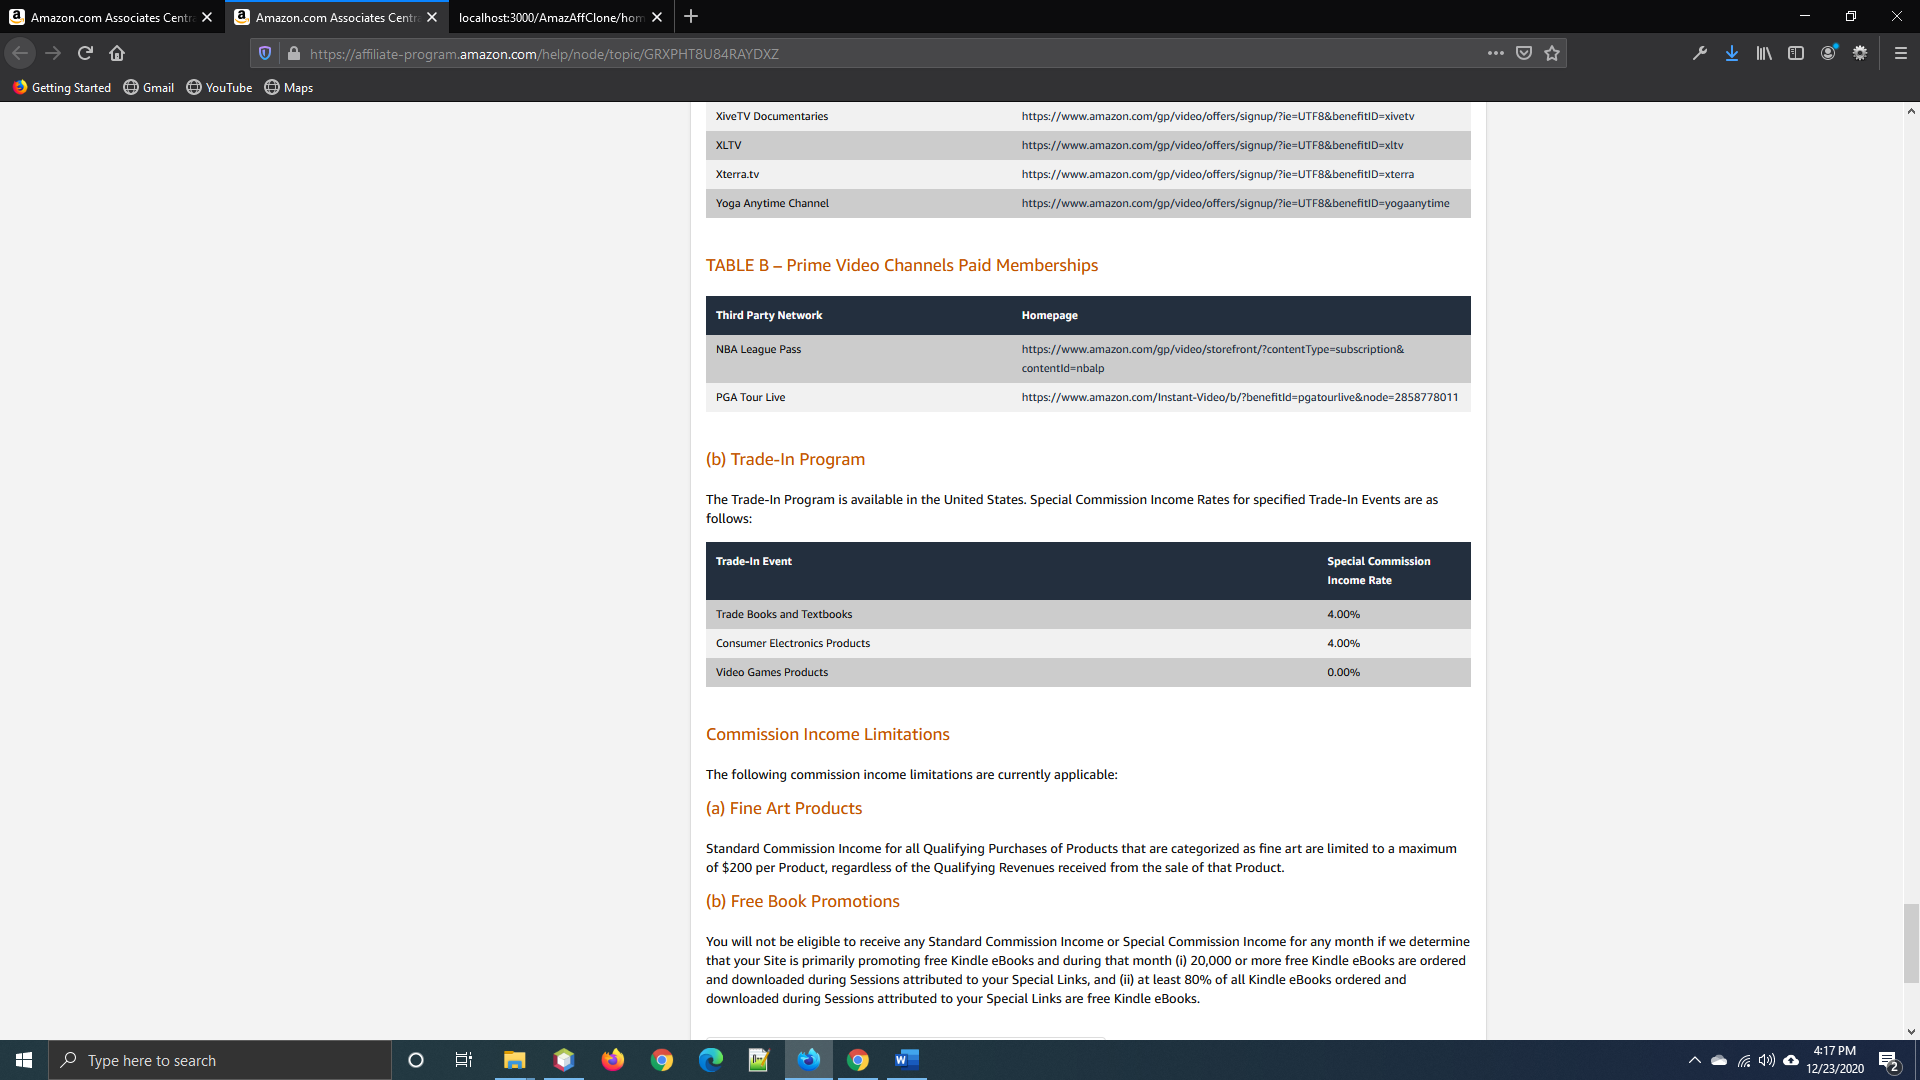 Amazon.com Associates Centr
Amazon.com Associates Centr
localhost:3000/AmazAffClone/hom
https://affiliate-program.amazon.com/help/node/topic/GRXPHT8U84RAYDXZ
Getting Started
Gmail
YouTube
Maps
XiveTV Documentaries https://www.amazon.com/gp/video/offers/signup/?ie=UTF8&benefitID=xivetv
XLTV https://www.amazon.com/gp/video/offers/signup/?ie=UTF8&benefitID=xltv
Xterra.tv https://www.amazon.com/gp/video/offers/signup/?ie=UTF8&benefitID=xterra
Yoga Anytime Channel https://www.amazon.com/gp/video/offers/signup/?ie=UTF8&benefitID=yogaanytime
TABLE B – Prime Video Channels Paid Memberships
Third Party Network Homepage
NBA League Pass https://www.amazon.com/gp/video/storefront/?contentType=subscription&
contentId=nbalp
PGA Tour Live https://www.amazon.com/Instant-Video/b/?benefitId=pgatourlive&node=2858778011
(b) Trade-In Program
The Trade-In Program is available in the United States. Special Commission Income Rates for specified Trade-In Events are as
follows:
Trade-In Event Special Commission
Income Rate
Trade Books and Textbooks 4.00%
Consumer Electronics Products 4.00%
Video Games Products 0.00%
Commission Income Limitations
The following commission income limitations are currently applicable:
(a) Fine Art Products
Standard Commission Income for all Qualifying Purchases of Products that are categorized as fine art are limited to a maximum
of $200 per Product, regardless of the Qualifying Revenues received from the sale of that Product.
(b) Free Book Promotions
You will not be eligible to receive any Standard Commission Income or Special Commission Income for any month if we determine
that your Site is primarily promoting free Kindle eBooks and during that month (i) 20,000 or more free Kindle eBooks are ordered
and downloaded during Sessions attributed to your Special Links, and (ii) at least 80% of all Kindle eBooks ordered and
downloaded during Sessions attributed to your Special Links are free Kindle eBooks.
Type here to search
4:17 PM
12/23/2020
2